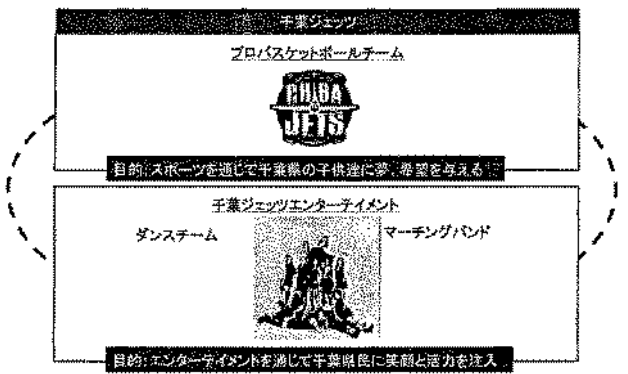 千葉ジェッツ
プロバスケットボールチーム
CHIBA
JETS
目的:スポーツを通じて千葉県の子供達に夢、希望を与える
千葉ジェッツエンターテイメント
ダンスチーム
マーチングバンド
目的:エンターテイメントを通じて千葉県民に笑顔と活力を注入